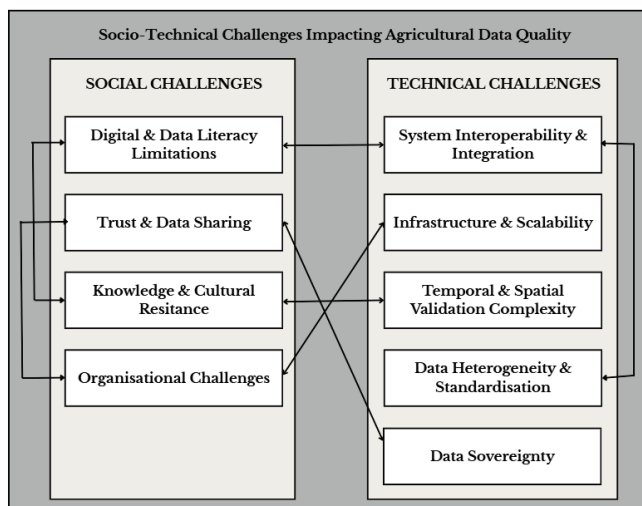 Socio-Technical Challenges Impacting Agricultural Data Quality
SOCIAL CHALLENGES
Digital & Data Literacy
Limitations
Trust & Data Sharing
Knowledge & Cultural
Resitance
Organisational Challenges
TECHNICAL CHALLENGES
System Interoperability &
Integration
Infrastructure & Scalability
Temporal & Spatial
Validation Complexity
Data Heterogeneity &
Standardisation
Data Sovereignty